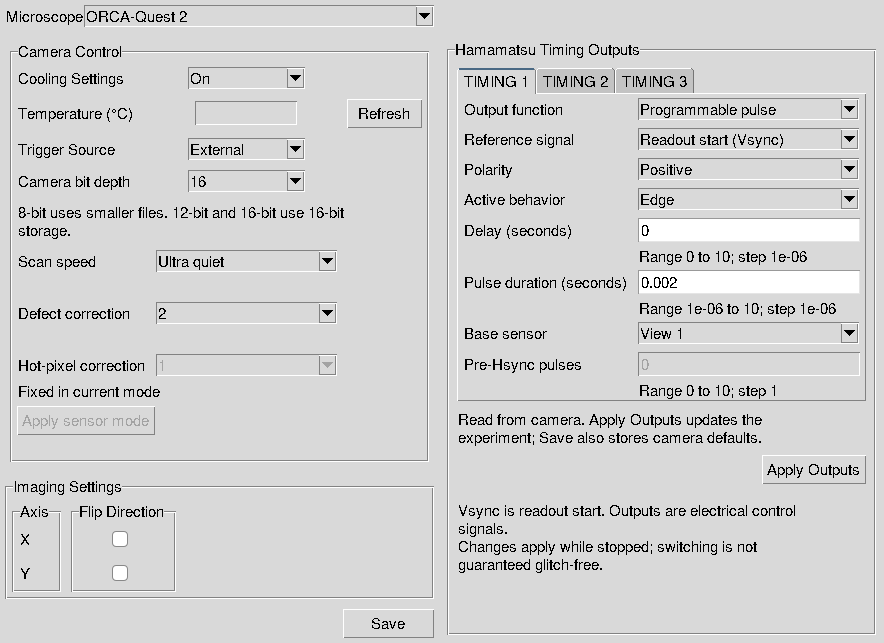 Microscope ORCA-Quest 2
Camera Control
Cooling Settings On
Temperature (°C) Refresh
Trigger Source External
Camera bit depth 16
8-bit uses smaller files. 12-bit and 16-bit use 16-bit
storage.
Scan speed Ultra quiet
Defect correction 2
Hot-pixel correction 1
Fixed in current mode
Apply sensor mode
Imaging Settings
Axis Flip Direction
X
Y
Save
Hamamatsu Timing Outputs
TIMING 1 TIMING 2 TIMING 3
Output function Programmable pulse
Reference signal Readout start (Vsync)
Polarity Positive
Active behavior Edge
Delay (seconds) 0
Range 0 to 10; step 1e-06
Pulse duration (seconds) 0.002
Range 1e-06 to 10; step 1e-06
Base sensor View 1
Pre-Hsync pulses 0
Range 0 to 10; step 1
Read from camera. Apply Outputs updates the
experiment; Save also stores camera defaults.
Apply Outputs
Vsync is readout start. Outputs are electrical control
signals.
Changes apply while stopped; switching is not
guaranteed glitch-free.